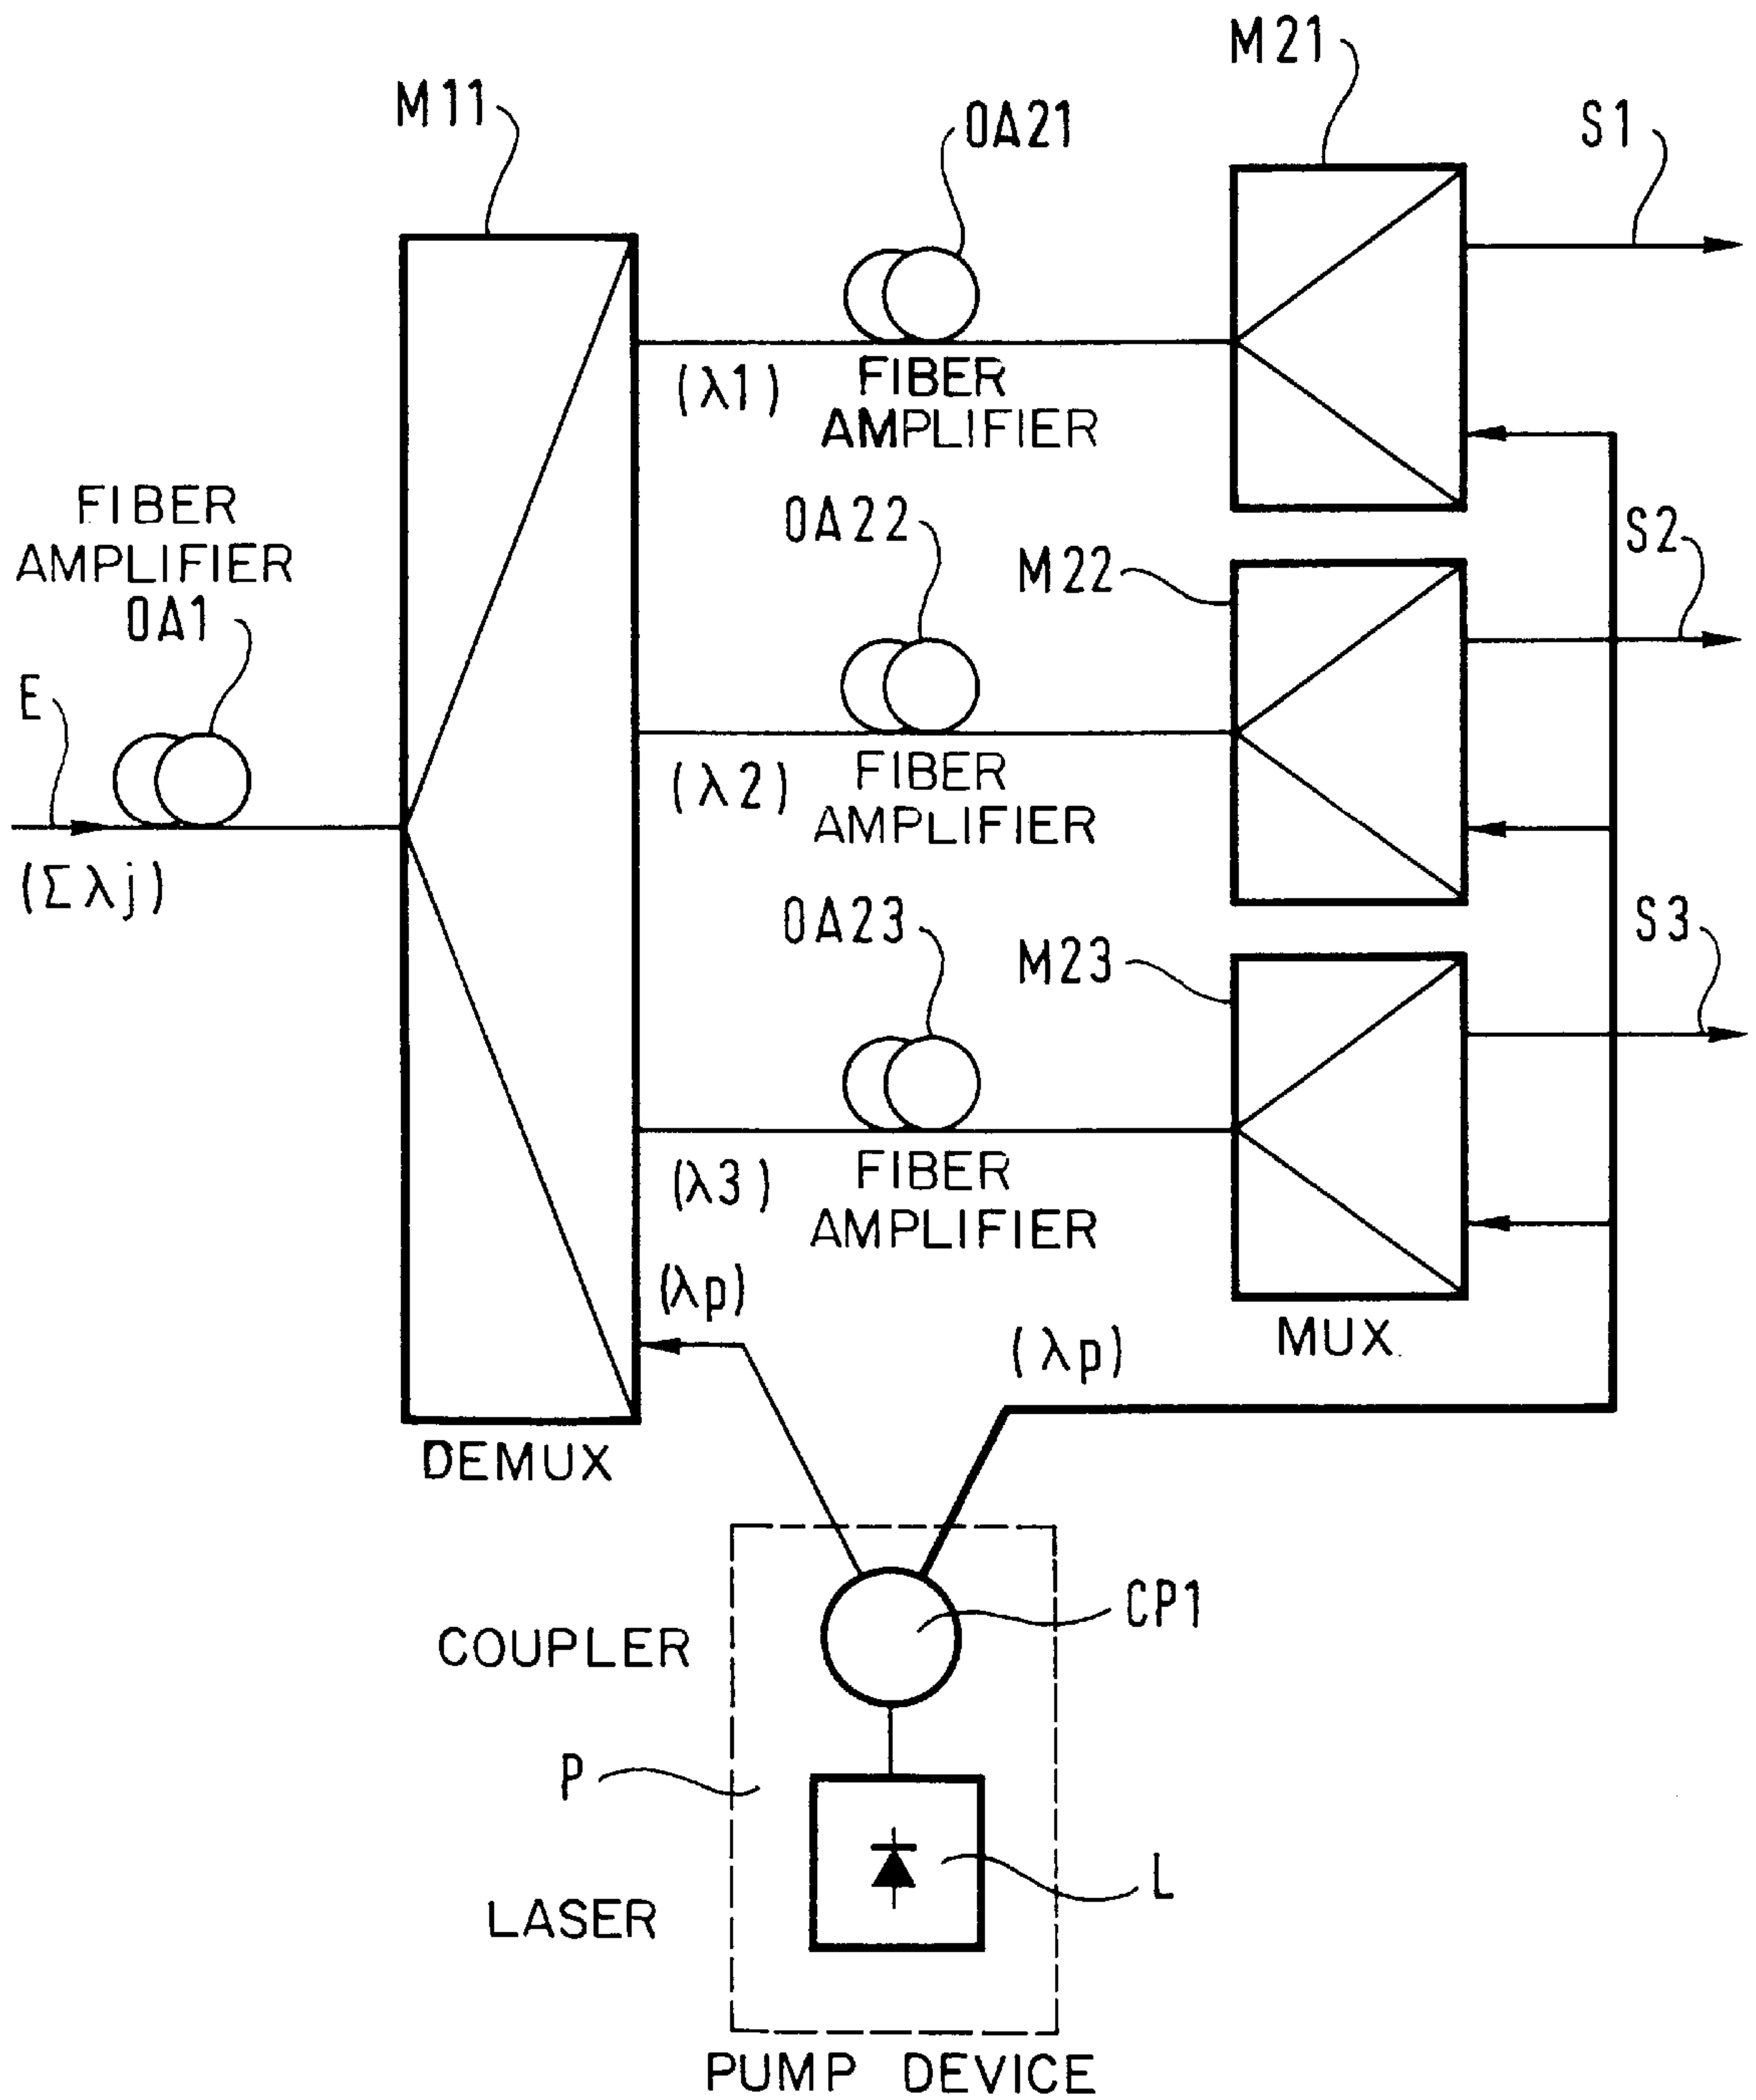 M21
M11
OA21
S1
(λ1)
FIBER
AMPLIFIER
FIBER
AMPLIFIER
OA1
OA22
M22
S2
E
(λ2)
FIBER
AMPLIFIER
(Σλj)
OA23
M23
S3
(λ3)
FIBER
AMPLIFIER
(λp)
(λp)
MUX
DEMUX
CP1
COUPLER
P
L
LASER
PUMP DEVICE